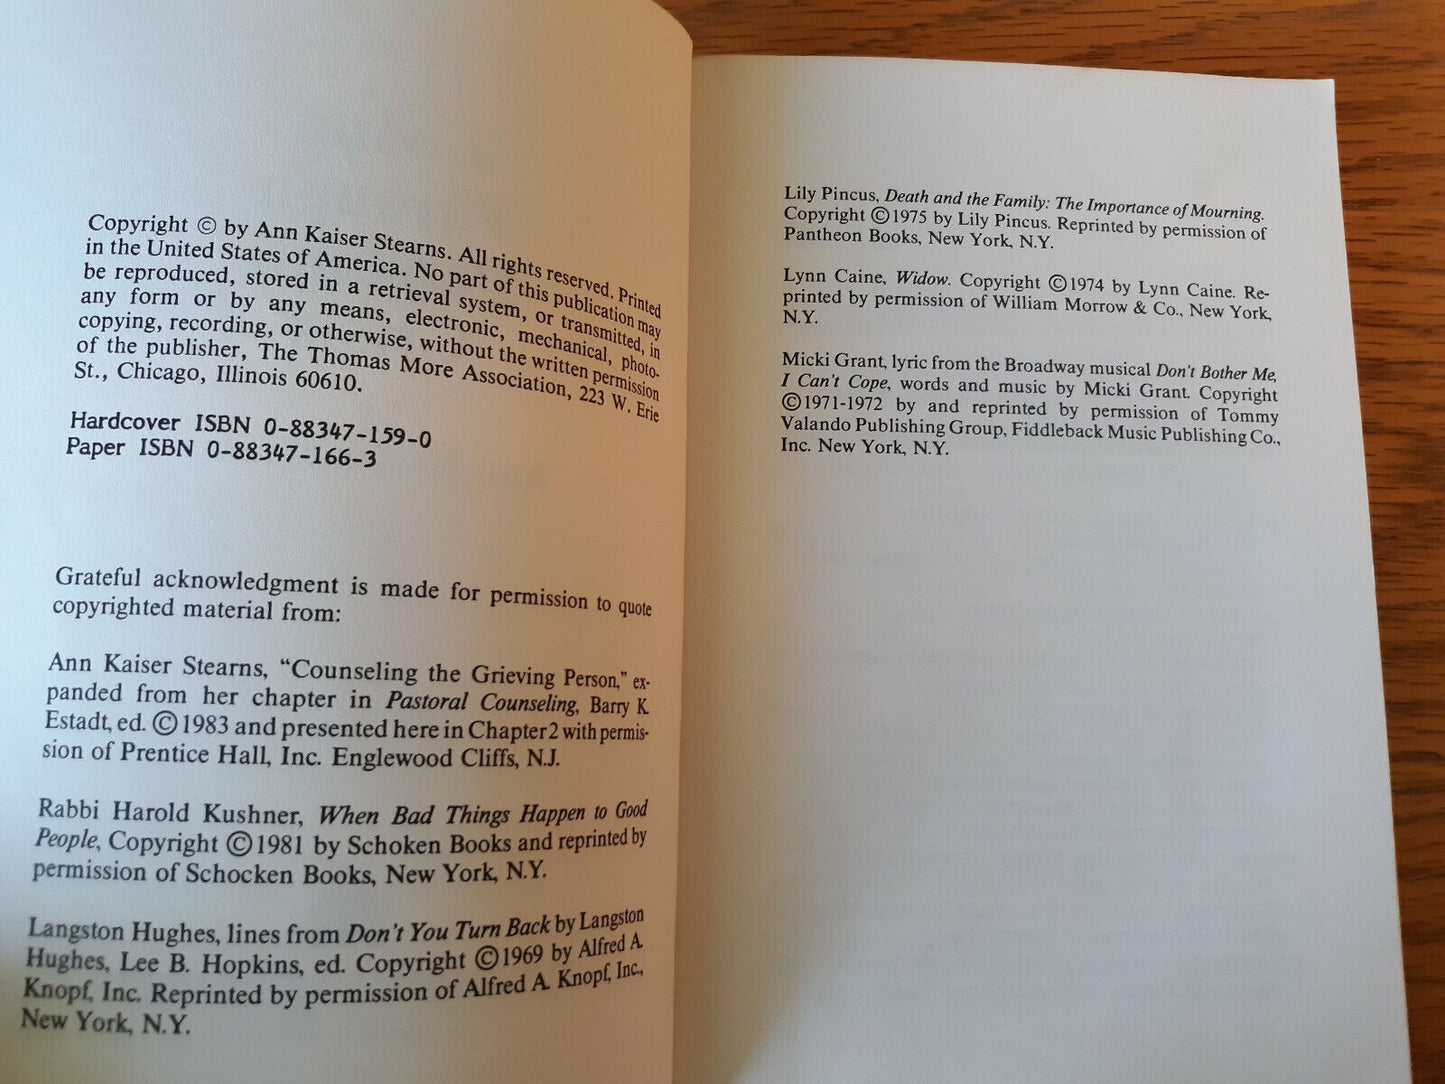 Copyright © by Ann Kaiser Stearns. All rights reserved. Printed
in the United States of America. No part of this publication may
be reproduced, stored in a retrieval system, or transmitted, in
any form or by any means, electronic, mechanical, photo-
copying, recording, or otherwise, without the written permission
of the publisher, The Thomas More Association, 223 W. Erie
St., Chicago, Illinois 60610.
Hardcover ISBN 0-88347-159-0
Paper ISBN 0-88347-166-3
Grateful acknowledgment is made for permission to quote
copyrighted material from:
Ann Kaiser Stearns, “Counseling the Grieving Person,” ex-
panded from her chapter in Pastoral Counseling, Barry K.
Estadt, ed. © 1983 and presented here in Chapter 2 with permis-
sion of Prentice Hall, Inc. Englewood Cliffs, N.J.
Rabbi Harold Kushner, When Bad Things Happen to Good
People, Copyright © 1981 by Schoken Books and reprinted by
permission of Schocken Books, New York, N.Y.
Langston Hughes, lines from Don't You Turn Back by Langston
Hughes, Lee B. Hopkins, ed. Copyright © 1969 by Alfred A.
Knopf, Inc. Reprinted by permission of Alfred A. Knopf, Inc.,
New York, N.Y.
Lily Pincus, Death and the Family: The Importance of Mourning.
Copyright © 1975 by Lily Pincus. Reprinted by permission of
Pantheon Books, New York, N.Y.
Lynn Caine, Widow. Copyright © 1974 by Lynn Caine. Re-
printed by permission of William Morrow & Co., New York,
N.Y.
Micki Grant, lyric from the Broadway musical Don't Bother Me,
I Can't Cope, words and music by Micki Grant. Copyright
© 1971-1972 by and reprinted by permission of Tommy
Valando Publishing Group, Fiddleback Music Publishing Co.,
Inc. New York, N.Y.